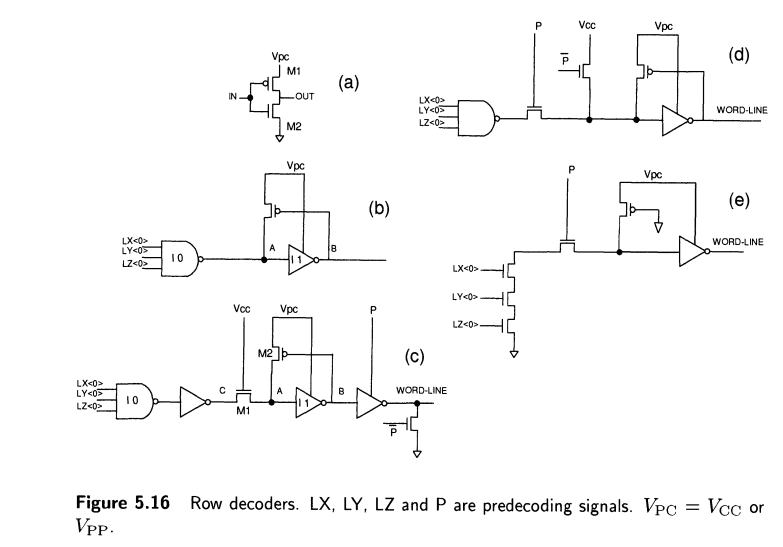 Vpc
M1
IN
OUT
M2
(a)
Vpc
(b)
LX<0>
LY<0>
LZ<0>
I0
A
I1
B
Vcc
Vpc
P
(c)
M2
LX<0>
LY<0>
LZ<0>
I0
C
M1
A
I1
B
WORD-LINE
P
P
Vcc
Vpc
(d)
P
LX<0>
LY<0>
LZ<0>
WORD-LINE
P
Vpc
(e)
WORD-LINE
LX<0>
LY<0>
LZ<0>
Figure 5.16 Row decoders. LX, LY, LZ and P are predecoding signals. VPC = VCC or
VPP.